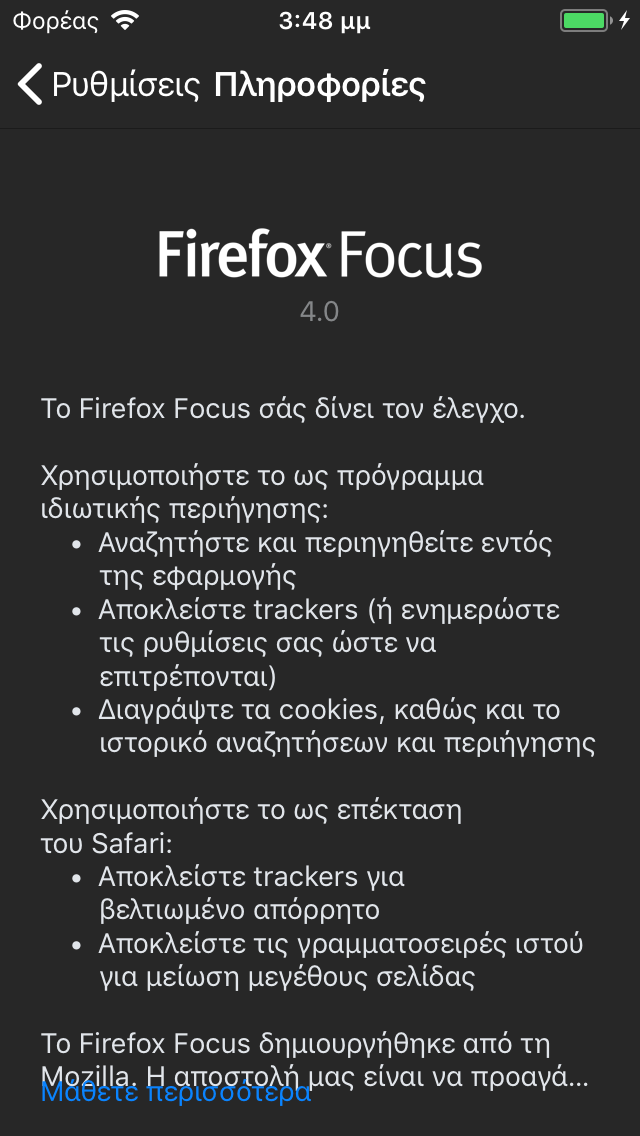 Φορέας 3:48 μμ
Ρυθμίσεις Πληροφορίες
Firefox Focus
4.0
Το Firefox Focus σάς δίνει τον έλεγχο.
Χρησιμοποιήστε το ως πρόγραμμα
ιδιωτικής περιήγησης:
• Αναζητήστε και περιηγηθείτε εντός
της εφαρμογής
• Αποκλείστε trackers (ή ενημερώστε
τις ρυθμίσεις σας ώστε να
επιτρέπονται)
• Διαγράψτε τα cookies, καθώς και το
ιστορικό αναζητήσεων και περιήγησης
Χρησιμοποιήστε το ως επέκταση
του Safari:
• Αποκλείστε trackers για
βελτιωμένο απόρρητο
• Αποκλείστε τις γραμματοσειρές ιστού
για μείωση μεγέθους σελίδας
Το Firefox Focus δημιουργήθηκε από τη
Mozilla. Η αποστολή μας είναι να προαγά...
Μάθετε περισσότερα